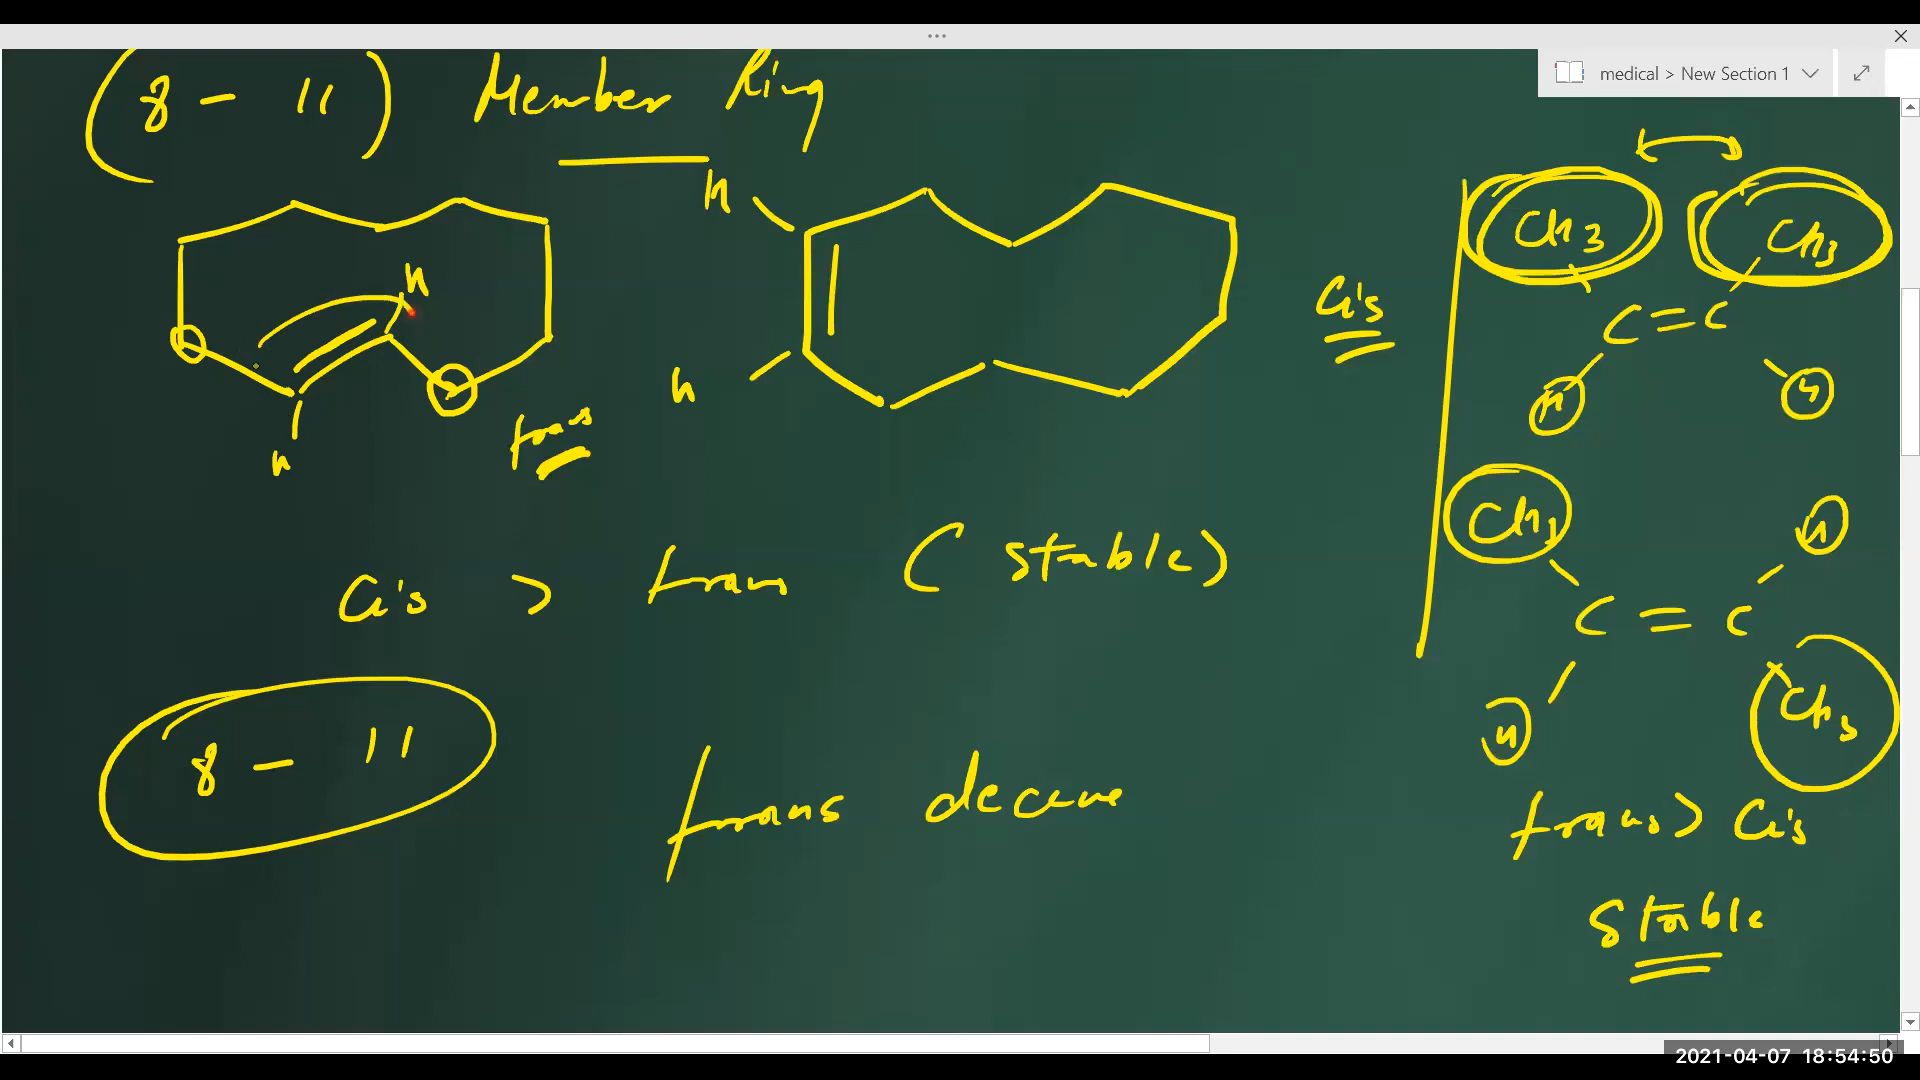 medical > New Section 1
(8 - 11) Member Ring
H
H
H
H
trans
Cis
CH3 CH3
C = C
H H
Cis > trans (stable)
CH3 H
C = C
H CH3
8 - 11
trans decene
trans > Cis
Stable
2021-04-07 18:54:50